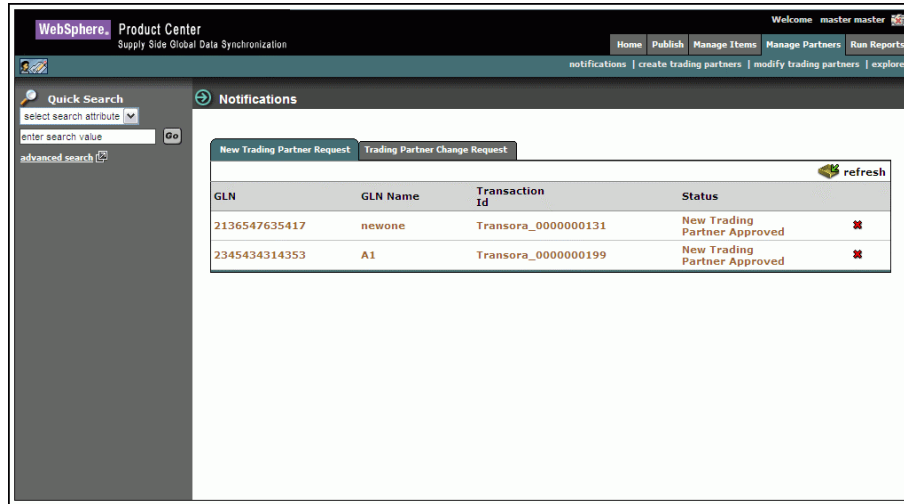 Welcome master master
WebSphere. Product Center
Supply Side Global Data Synchronization
Home Publish Manage Items Manage Partners Run Reports
notifications | create trading partners | modify trading partners | explore
Quick Search
select search attribute
enter search value Go
advanced search
Notifications
New Trading Partner Request Trading Partner Change Request
refresh
GLN GLN Name Transaction Id Status
2136547635417 newone Transora_0000000131 New Trading Partner Approved
2345434314353 A1 Transora_0000000199 New Trading Partner Approved